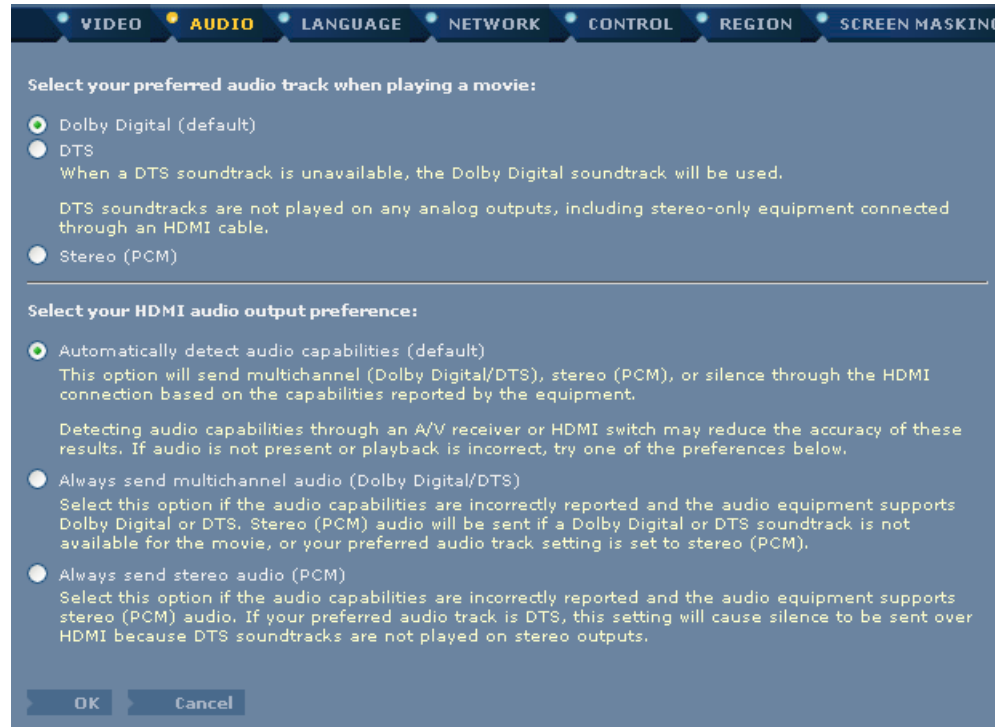 VIDEO AUDIO LANGUAGE NETWORK CONTROL REGION SCREEN MASKING
Select your preferred audio track when playing a movie:
Dolby Digital (default)
DTS
When a DTS soundtrack is unavailable, the Dolby Digital soundtrack will be used.
DTS soundtracks are not played on any analog outputs, including stereo-only equipment connected
through an HDMI cable.
Stereo (PCM)
Select your HDMI audio output preference:
Automatically detect audio capabilities (default)
This option will send multichannel (Dolby Digital/DTS), stereo (PCM), or silence through the HDMI
connection based on the capabilities reported by the equipment.
Detecting audio capabilities through an A/V receiver or HDMI switch may reduce the accuracy of these
results. If audio is not present or playback is incorrect, try one of the preferences below.
Always send multichannel audio (Dolby Digital/DTS)
Select this option if the audio capabilities are incorrectly reported and the audio equipment supports
Dolby Digital or DTS. Stereo (PCM) audio will be sent if a Dolby Digital or DTS soundtrack is not
available for the movie, or your preferred audio track setting is set to stereo (PCM).
Always send stereo audio (PCM)
Select this option if the audio capabilities are incorrectly reported and the audio equipment supports
stereo (PCM) audio. If your preferred audio track is DTS, this setting will cause silence to be sent over
HDMI because DTS soundtracks are not played on stereo outputs.
OK Cancel